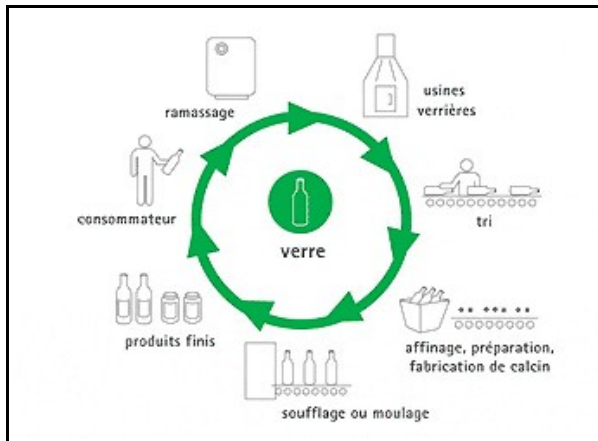 ramassage
usines
verrières
tri
affinage, préparation,
fabrication de calcin
soufflage ou moulage
produits finis
consommateur
verre